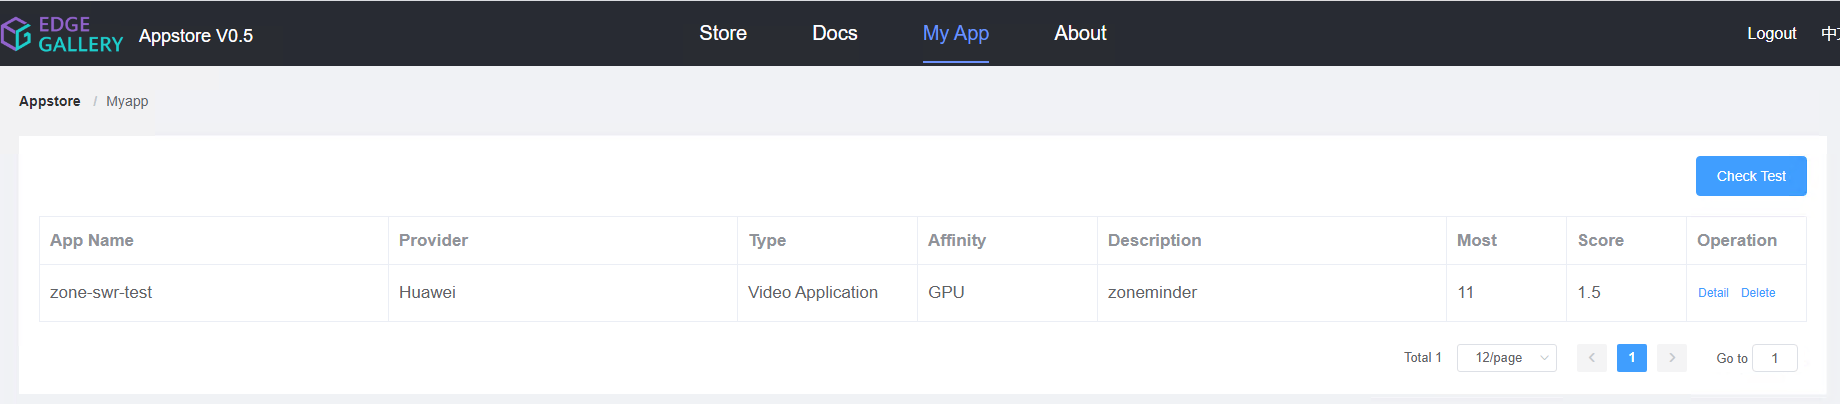 EDGE GALLERY Appstore V0.5 Store Docs My App About Logout 中
Appstore / Myapp
Check Test
App Name Provider Type Affinity Description Most Score Operation
zone-swr-test Huawei Video Application GPU zoneminder 11 1.5 Detail Delete
Total 1 12/page 1 Go to 1